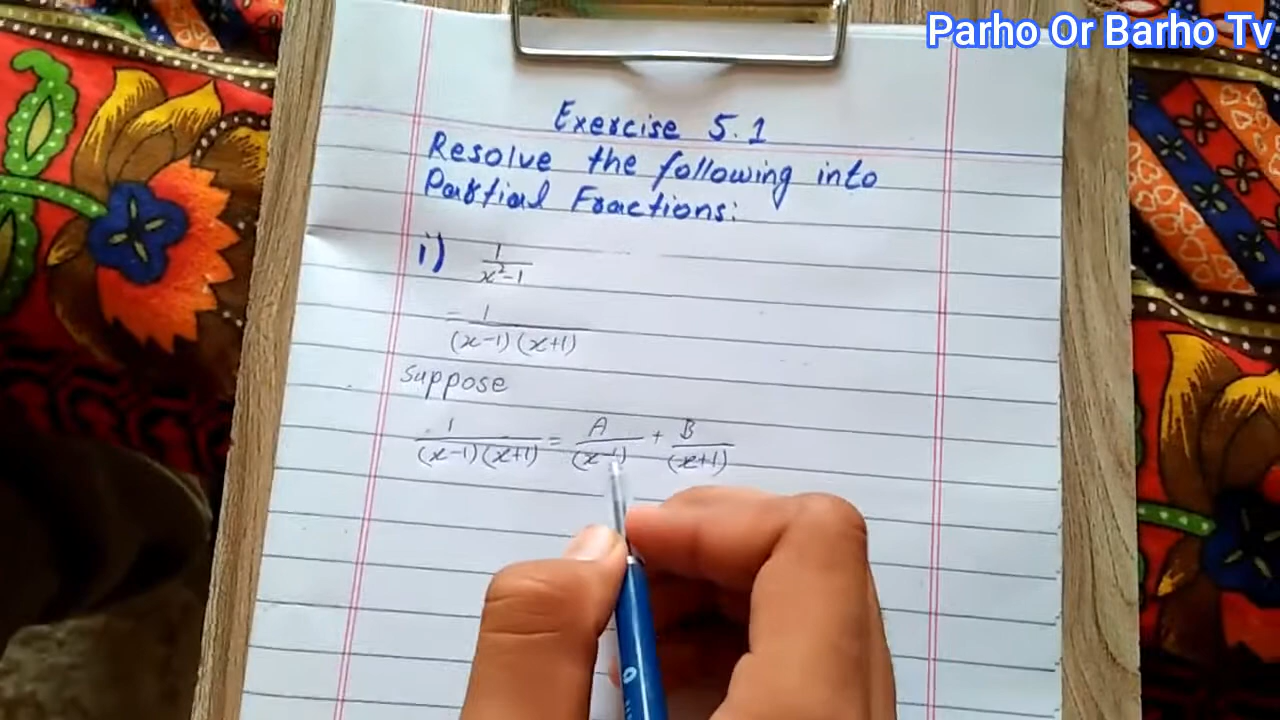 Parho Or Barho Tv
Exercise 5.1
Resolve the following into
Partial Fractions:
i) 1/(x²-1)
= 1/((x-1)(x+1))
Suppose
1/((x-1)(x+1)) = A/(x-1) + B/(x+1)